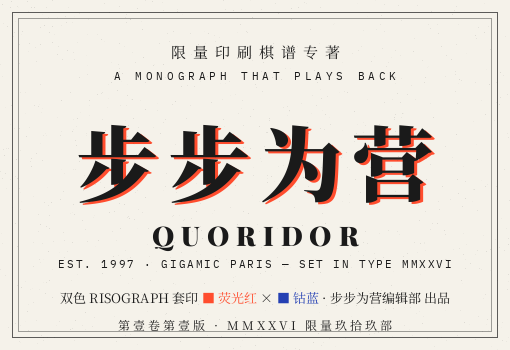 限量印刷棋谱专著
A MONOGRAPH THAT PLAYS BACK
步步为营
QUORIDOR
EST. 1997 · GIGAMIC PARIS — SET IN TYPE MMXXVI
双色 RISOGRAPH 套印 ■ 荧光红 × ■ 钴蓝 · 步步为营编辑部 出品
第壹卷第壹版 · MMXXVI 限量玖拾玖部